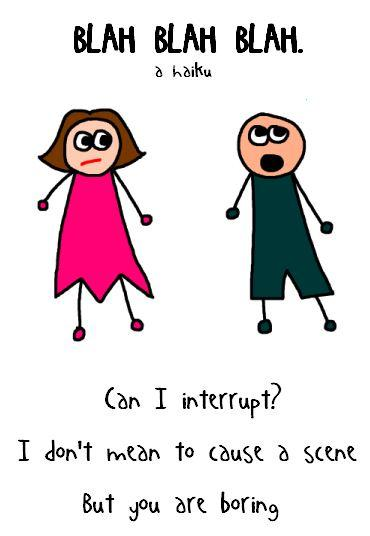 BLAH BLAH BLAH.
a haiku
Can I interrupt?
I don't mean to cause a scene
But you are boring